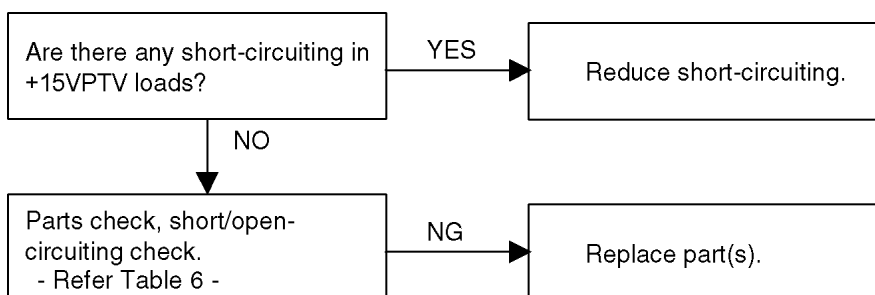 Are there any short-circuiting in
+15VPTV loads?
YES
Reduce short-circuiting.
NO
Parts check, short/open-
circuiting check.
- Refer Table 6 -
NG
Replace part(s).